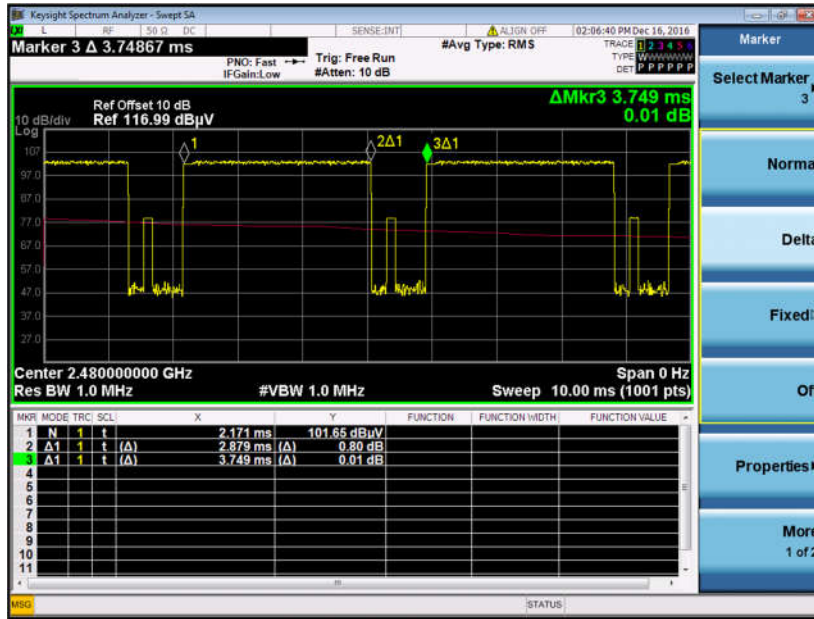 Keysight Spectrum Analyzer - Swept SA
L RF 50 Ω DC SENSE:INT ALIGN OFF 02:06:40 PM Dec 16, 2016
Marker 3 Δ 3.74867 ms
PNO: Fast
IFGain:Low
Trig: Free Run
#Atten: 10 dB
#Avg Type: RMS
TRACE 1 2 3 4 5 6
TYPE WWWWWW
DET P P P P P P
ΔMkr3 3.749 ms
0.01 dB
Ref Offset 10 dB
10 dB/div Ref 116.99 dBµV
Log
107
97.0
87.0
77.0
67.0
57.0
47.0
37.0
27.0
1
2Δ1
3Δ1
Center 2.480000000 GHz Span 0 Hz
Res BW 1.0 MHz #VBW 1.0 MHz Sweep 10.00 ms (1001 pts)
MKR MODE TRC SCL X Y FUNCTION FUNCTION WIDTH FUNCTION VALUE
1 N 1 t 2.171 ms 101.65 dBµV
2 Δ1 1 t (Δ) 2.879 ms (Δ) 0.80 dB
3 Δ1 1 t (Δ) 3.749 ms (Δ) 0.01 dB
4
5
6
7
8
9
10
11
MSG STATUS
Marker
Select Marker
3
Norma
Delta
Fixed
Of
Properties
More
1 of 2